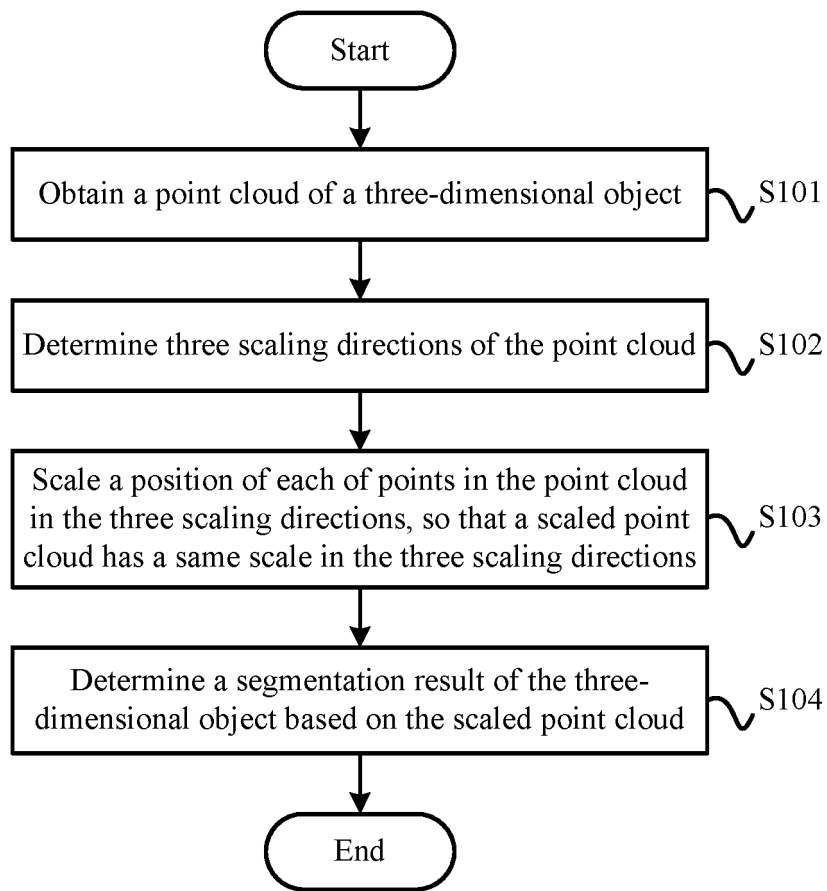 Start
Obtain a point cloud of a three-dimensional object
S101
Determine three scaling directions of the point cloud
S102
Scale a position of each of points in the point cloud
in the three scaling directions, so that a scaled point
cloud has a same scale in the three scaling directions
S103
Determine a segmentation result of the three-
dimensional object based on the scaled point cloud
S104
End